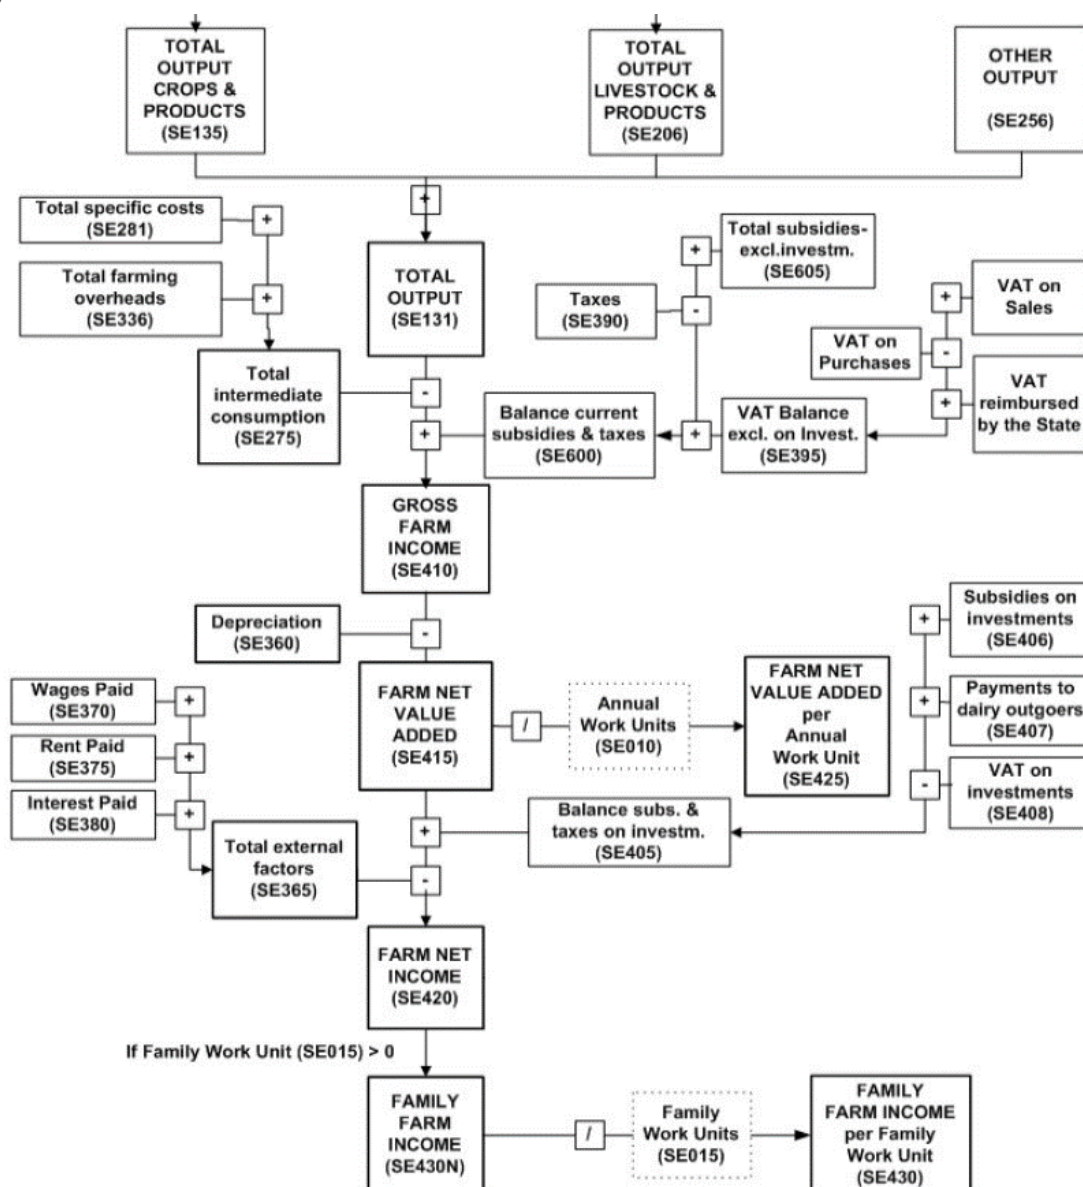 TOTAL
OUTPUT
CROPS &
PRODUCTS
(SE135)
TOTAL
OUTPUT
LIVESTOCK &
PRODUCTS
(SE206)
OTHER
OUTPUT
(SE256)
+
Total specific costs
(SE281)
+
Total farming
overheads
(SE336)
+
Total
intermediate
consumption
(SE275)
TOTAL
OUTPUT
(SE131)
-
+
Total subsidies-
excl.investm.
(SE605)
+
Taxes
(SE390)
-
+
VAT on
Sales
+
VAT on
Purchases
-
VAT
reimbursed
by the State
+
VAT Balance
excl. on Invest.
(SE395)
Balance current
subsidies & taxes
(SE600)
GROSS
FARM
INCOME
(SE410)
Depreciation
(SE360)
-
FARM NET
VALUE
ADDED
(SE415)
/
Annual
Work Units
(SE010)
FARM NET
VALUE ADDED
per
Annual
Work Unit
(SE425)
Subsidies on
investments
(SE406)
+
Payments to
dairy outgoers
(SE407)
+
VAT on
investments
(SE408)
-
Wages Paid
(SE370)
+
Rent Paid
(SE375)
+
Interest Paid
(SE380)
+
Total external
factors
(SE365)
Balance subs. &
taxes on investm.
(SE405)
+
-
FARM NET
INCOME
(SE420)
If Family Work Unit (SE015) > 0
FAMILY
FARM
INCOME
(SE430N)
/
Family
Work Units
(SE015)
FAMILY
FARM INCOME
per Family
Work Unit
(SE430)